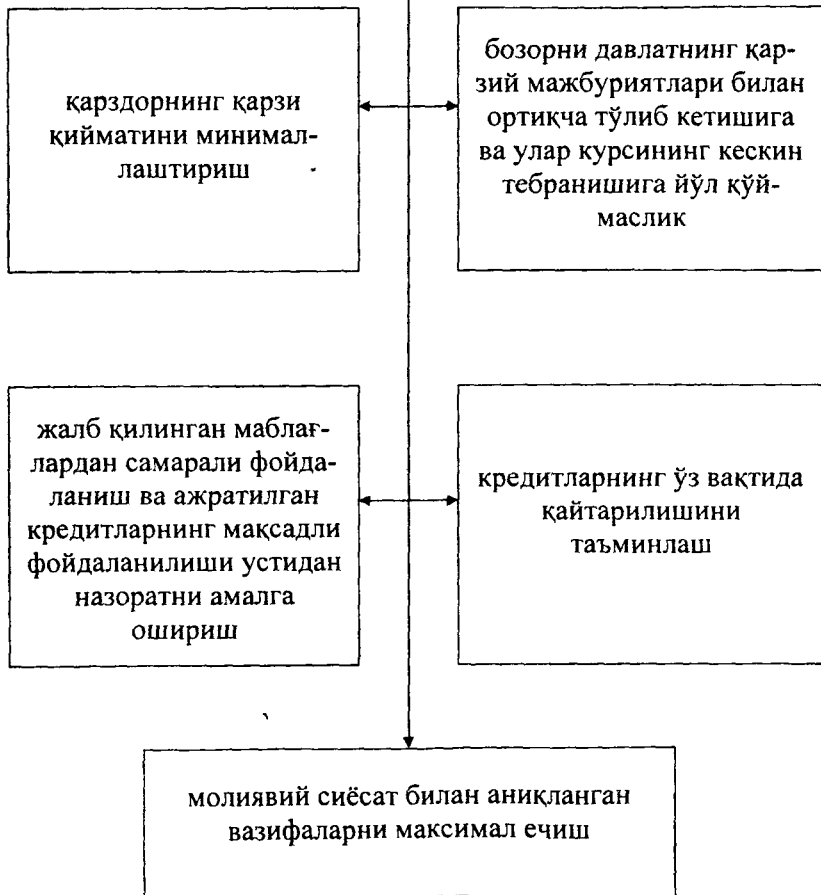 қарздорнинг қарзи
қийматини минимал-
лаштириш
бозорни давлатнинг қар-
зий мажбуриятлари билан
ортиқча тўлиб кетишига
ва улар курсининг кескин
тебранишига йўл қўй-
маслик
жалб қилинган маблағ-
лардан самарали фойда-
ланиш ва ажратилган
кредитларнинг мақсадли
фойдаланилиши устидан
назоратни амалга
ошириш
кредитларнинг ўз вақтида
қайтарилишини
таъминлаш
молиявий сиёсат билан аниқланган
вазифаларни максимал ечиш